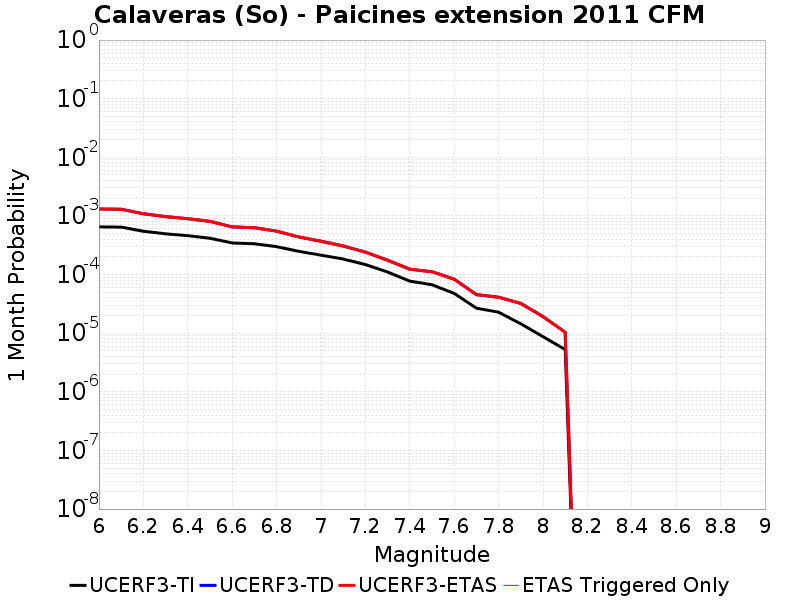 Calaveras (So) - Paicines extension 2011 CFM
10^0
10^-1
10^-2
10^-3
10^-4
10^-5
10^-6
10^-7
10^-8
1 Month Probability
6 6.2 6.4 6.6 6.8 7 7.2 7.4 7.6 7.8 8 8.2 8.4 8.6 8.8 9
Magnitude
UCERF3-TI UCERF3-TD UCERF3-ETAS ETAS Triggered Only